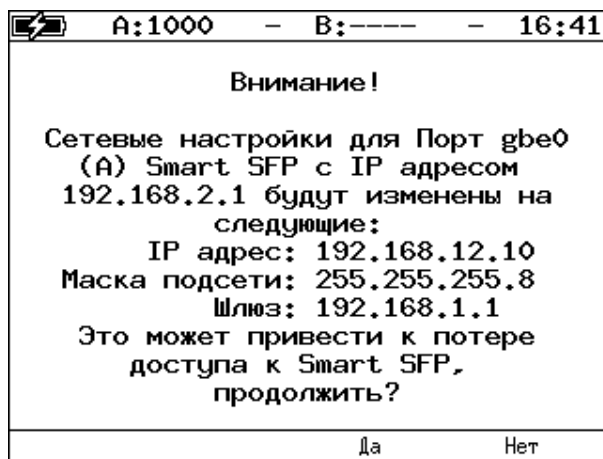 A:1000 – B:---- – 16:41
Внимание!
Сетевые настройки для Порт gbe0
(A) Smart SFP с IP адресом
192.168.2.1 будут изменены на
следующие:
IP адрес: 192.168.12.10
Маска подсети: 255.255.255.8
Шлюз: 192.168.1.1
Это может привести к потере
доступа к Smart SFP,
продолжить?
Да Нет